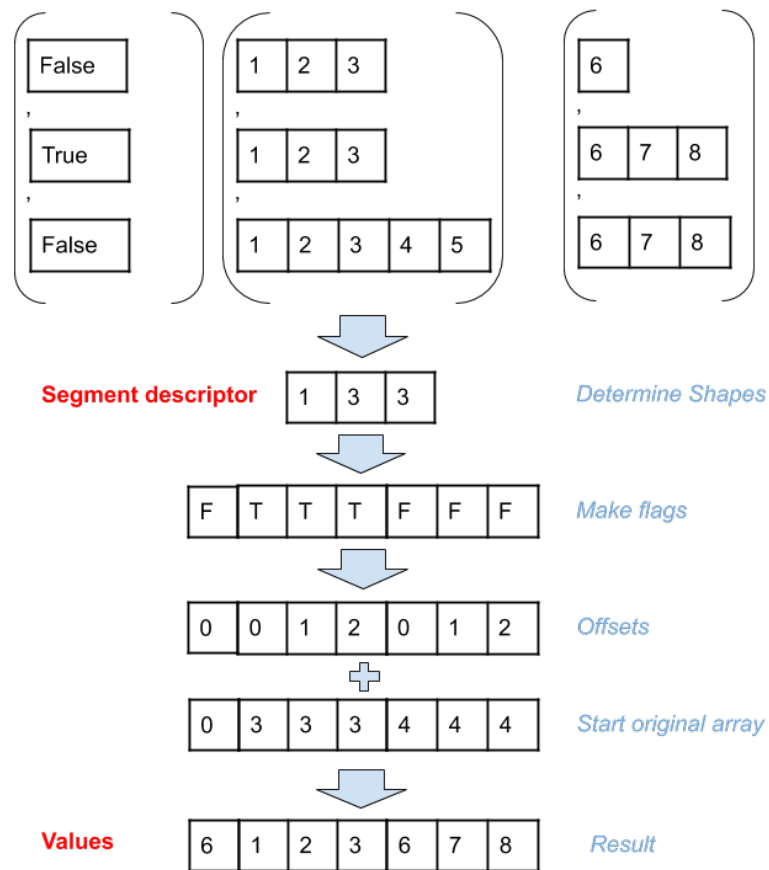 False 1 2 3 6
, , ,
True 1 2 3 6 7 8
, , ,
False 1 2 3 4 5 6 7 8
Segment descriptor 1 3 3 Determine Shapes
F T T T F F F Make flags
0 0 1 2 0 1 2 Offsets
0 3 3 3 4 4 4 Start original array
Values 6 1 2 3 6 7 8 Result